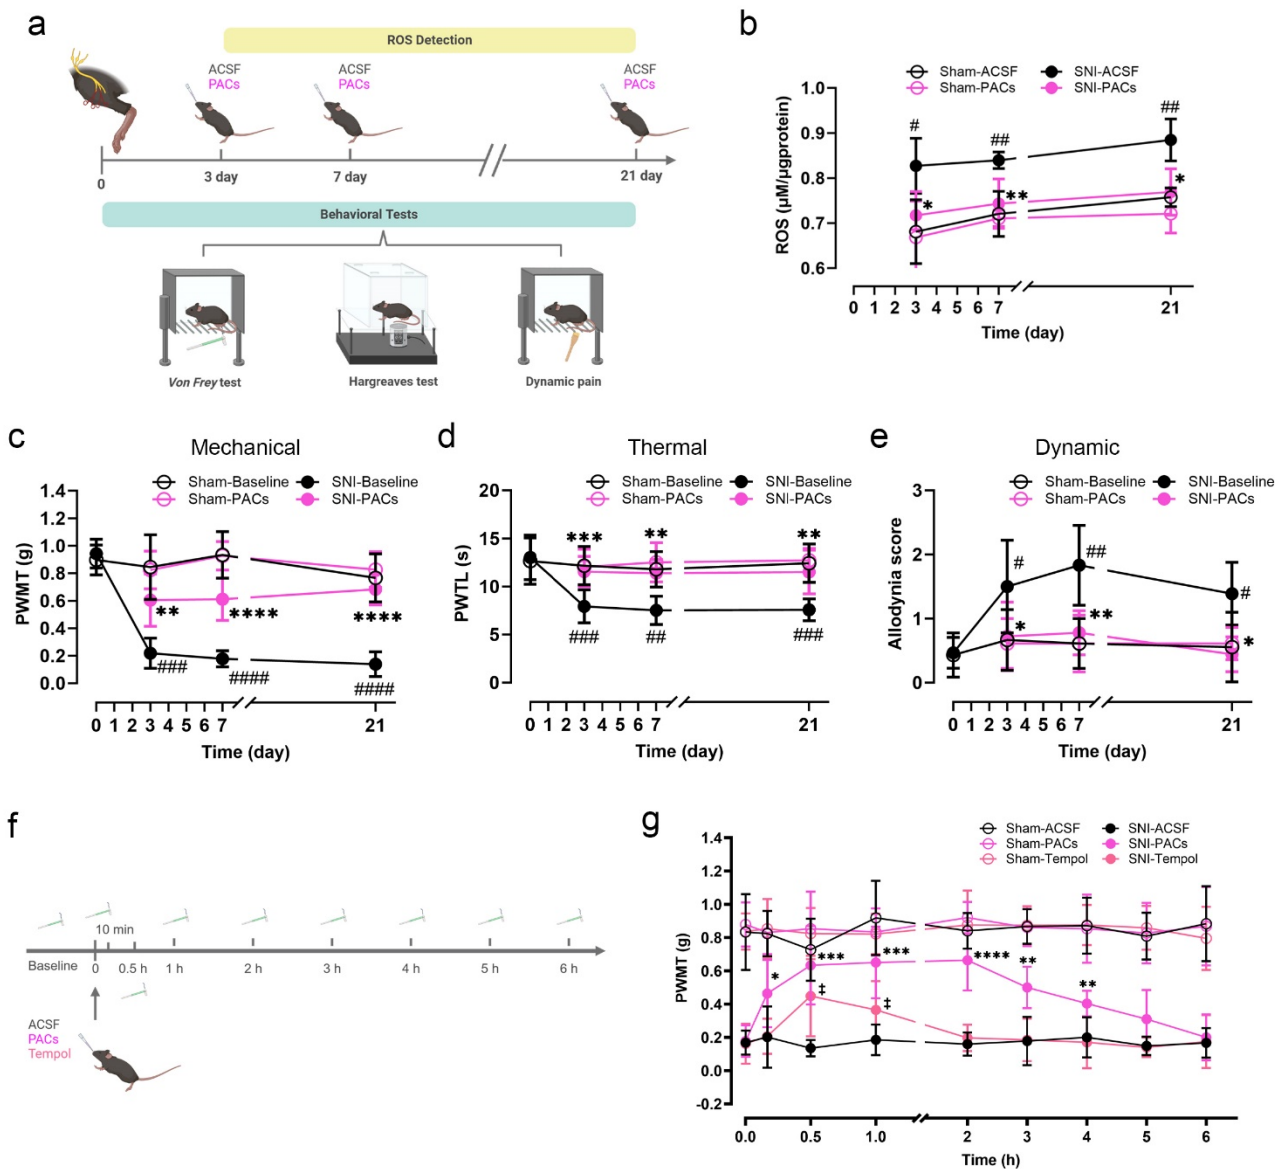 a
ROS Detection
ACSF
PACs
ACSF
PACs
ACSF
PACs
0
3 day
7 day
21 day
Behavioral Tests
Von Frey test
Hargreaves test
Dynamic pain
b
Sham-ACSF
SNI-ACSF
Sham-PACs
SNI-PACs
ROS (μM/μgprotein)
1.0
0.9
0.8
0.7
0.6
#
##
##
*
**
*
0 1 2 3 4 5 6 7 21
Time (day)
c
Mechanical
Sham-Baseline
SNI-Baseline
Sham-PACs
SNI-PACs
PWMT (g)
1.4
1.2
1.0
0.8
0.6
0.4
0.2
0.0
**
****
****
###
####
####
0 1 2 3 4 5 6 7 21
Time (day)
d
Thermal
Sham-Baseline
SNI-Baseline
Sham-PACs
SNI-PACs
PWTL (s)
20
15
10
5
0
***
**
**
###
##
###
0 1 2 3 4 5 6 7 21
Time (day)
e
Dynamic
Sham-Baseline
SNI-Baseline
Sham-PACs
SNI-PACs
Allodynia score
3
2
1
0
#
##
#
*
**
*
0 1 2 3 4 5 6 7 21
Time (day)
f
10 min
Baseline
0
0.5 h
1 h
2 h
3 h
4 h
5 h
6 h
ACSF
PACs
Tempol
g
Sham-ACSF
SNI-ACSF
Sham-PACs
SNI-PACs
Sham-Tempol
SNI-Tempol
PWMT (g)
1.4
1.2
1.0
0.8
0.6
0.4
0.2
0.0
-0.2
*
***
***
****
**
**
‡
‡
0.0 0.5 1.0 2 3 4 5 6
Time (h)